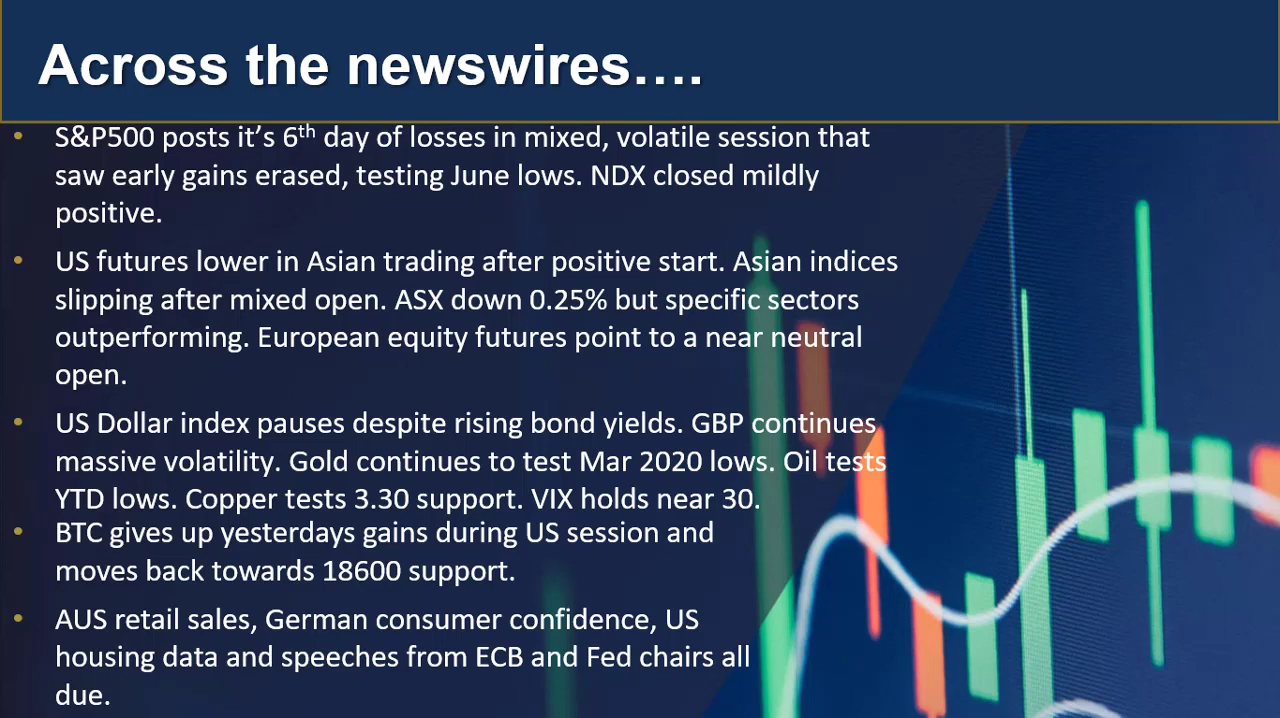 Across the newswires….
• S&P500 posts it’s 6th day of losses in mixed, volatile session that
saw early gains erased, testing June lows. NDX closed mildly
positive.
• US futures lower in Asian trading after positive start. Asian indices
slipping after mixed open. ASX down 0.25% but specific sectors
outperforming. European equity futures point to a near neutral
open.
• US Dollar index pauses despite rising bond yields. GBP continues
massive volatility. Gold continues to test Mar 2020 lows. Oil tests
YTD lows. Copper tests 3.30 support. VIX holds near 30.
• BTC gives up yesterdays gains during US session and
moves back towards 18600 support.
• AUS retail sales, German consumer confidence, US
housing data and speeches from ECB and Fed chairs all
due.